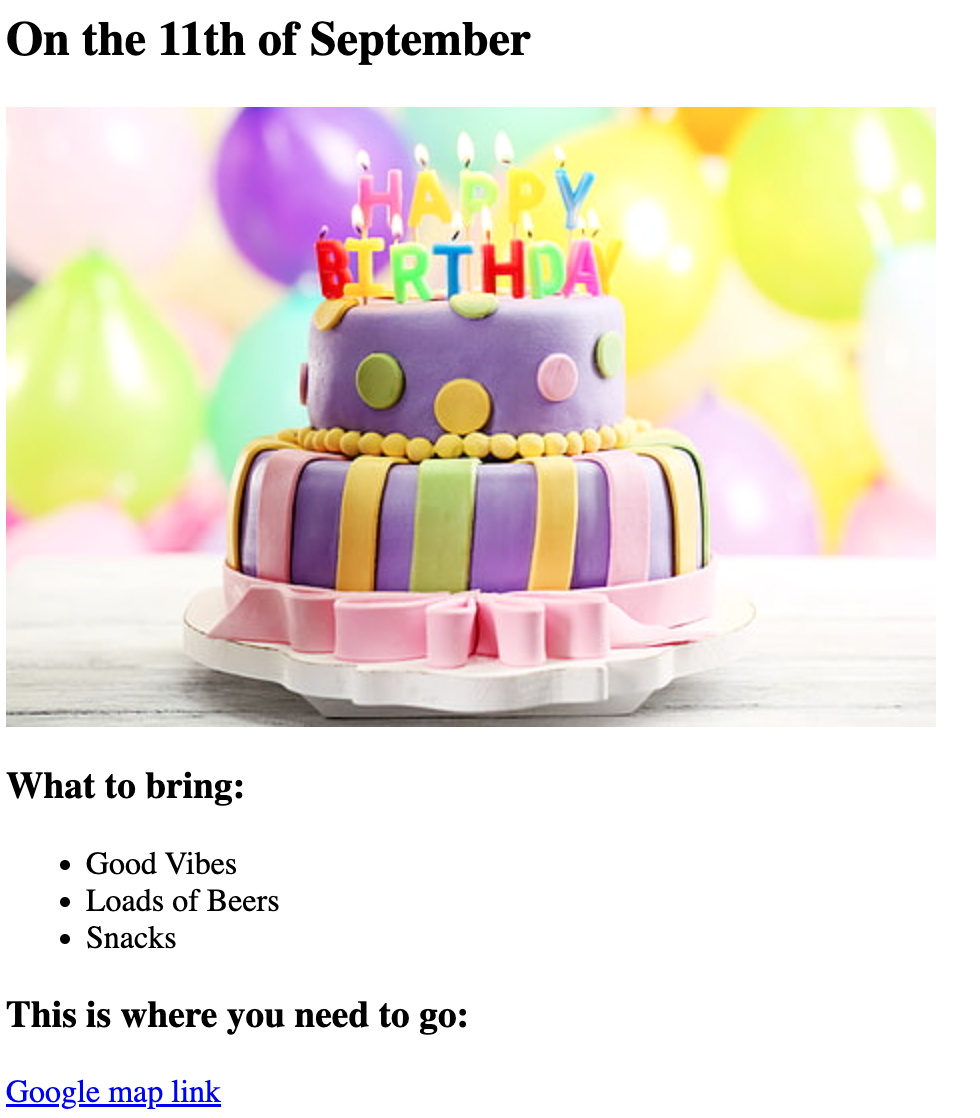 On the 11th of September
HAPPY
BIRTHDAY
What to bring:
Good Vibes
Loads of Beers
Snacks
This is where you need to go:
Google map link